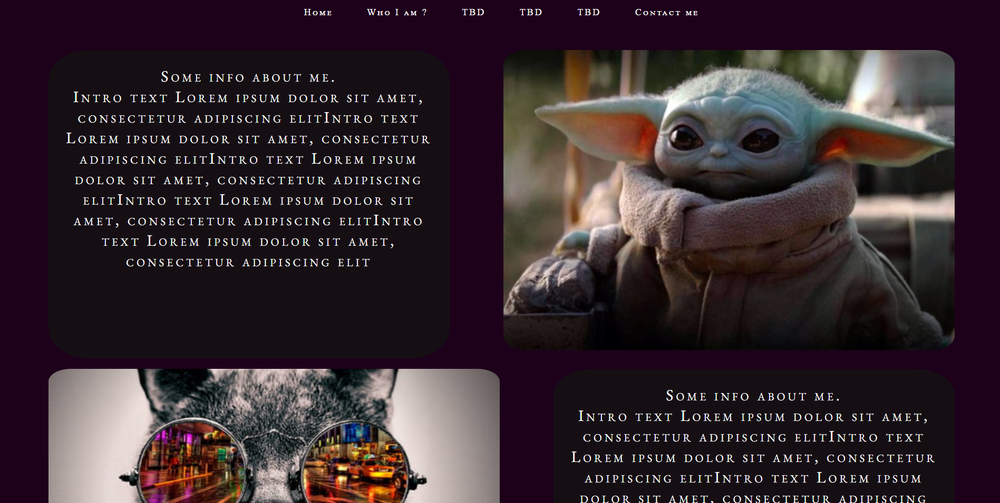 Home Who I am ? TBD TBD TBD Contact me
Some info about me.
Intro text Lorem ipsum dolor sit amet,
consectetur adipiscing elitIntro text
Lorem ipsum dolor sit amet, consectetur
adipiscing elitIntro text Lorem ipsum
dolor sit amet, consectetur adipiscing
elitIntro text Lorem ipsum dolor sit
amet, consectetur adipiscing elitIntro
text Lorem ipsum dolor sit amet,
consectetur adipiscing elit
Some info about me.
Intro text Lorem ipsum dolor sit amet,
consectetur adipiscing elitIntro text
Lorem ipsum dolor sit amet, consectetur
adipiscing elitIntro text Lorem ipsum
dolor sit amet, consectetur adipiscing